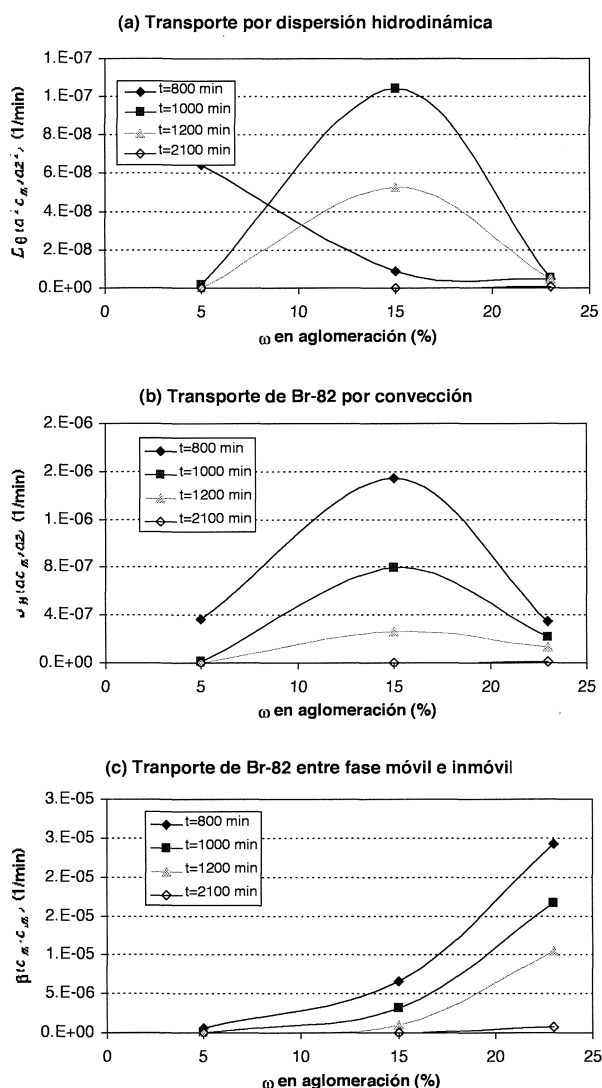 (a) Transporte por dispersión hidrodinámica
1.E-07
1.E-07
8.E-08
6.E-08
4.E-08
2.E-08
0.E+00
t=800 min
t=1000 min
t=1200 min
t=2100 min
(1/min)
0 5 10 15 20 25
ω en aglomeración (%)
(b) Transporte de Br-82 por convección
2.E-06
2.E-06
1.E-06
8.E-07
4.E-07
0.E+00
t=800 min
t=1000 min
t=1200 min
t=2100 min
(1/min)
0 5 10 15 20 25
ω en aglomeración (%)
(c) Tranporte de Br-82 entre fase móvil e inmóvil
3.E-05
3.E-05
2.E-05
2.E-05
1.E-05
5.E-06
0.E+00
t=800 min
t=1000 min
t=1200 min
t=2100 min
(1/min)
0 5 10 15 20 25
ω en aglomeración (%)